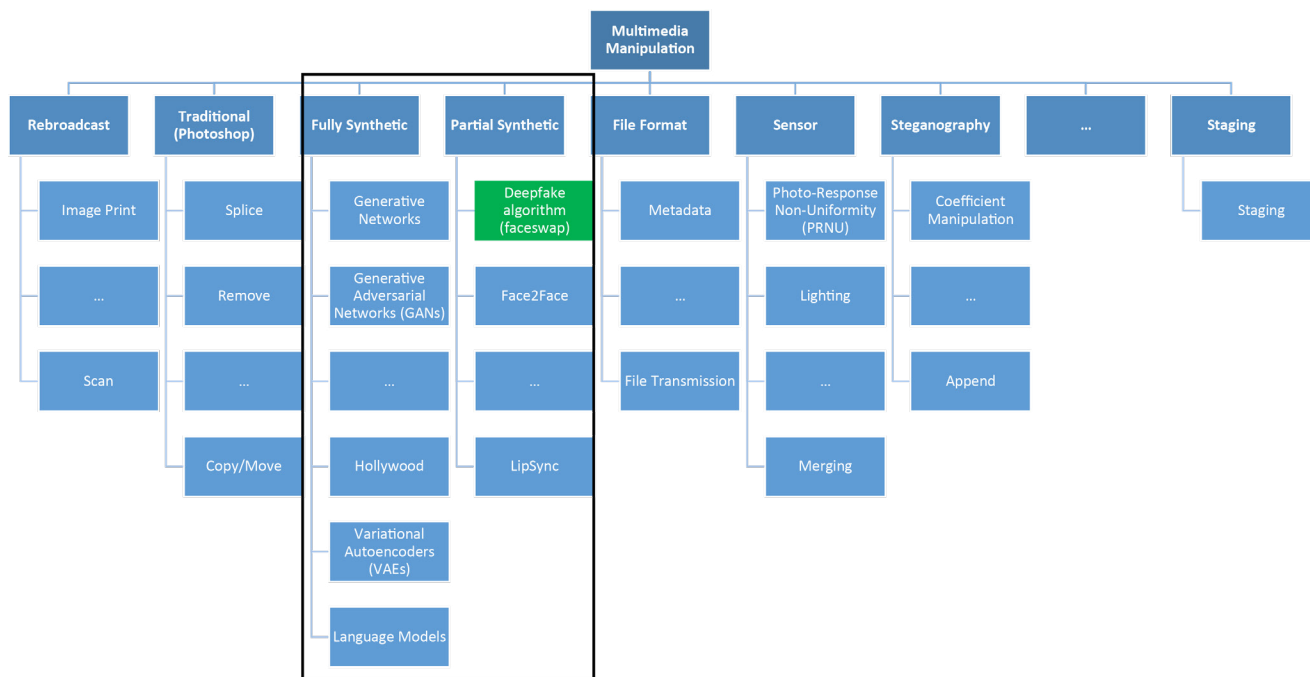 Multimedia
Manipulation
Rebroadcast
Traditional
(Photoshop)
Fully Synthetic
Partial Synthetic
File Format
Sensor
Steganography
...
Staging
Image Print
...
Scan
Splice
Remove
...
Copy/Move
Generative
Networks
Generative
Adversarial
Networks (GANs)
...
Hollywood
Variational
Autoencoders
(VAEs)
Language Models
Deepfake
algorithm
(faceswap)
Face2Face
...
LipSync
Metadata
...
File Transmission
Photo-Response
Non-Uniformity
(PRNU)
Lighting
...
Merging
Coefficient
Manipulation
...
Append
Staging